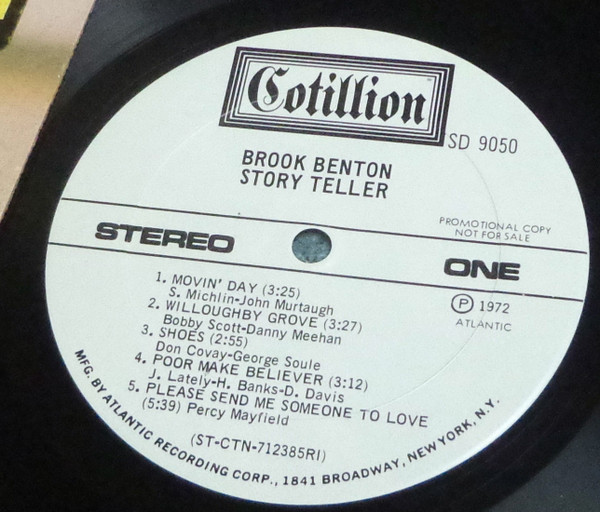 Cotillion
SD 9050
BROOK BENTON
STORY TELLER
PROMOTIONAL COPY
NOT FOR SALE
STEREO
ONE
1. MOVIN' DAY (3:25)
S. Michlin-John Murtaugh
2. WILLOUGHBY GROVE (3:27)
Bobby Scott-Danny Meehan
3. SHOES (2:55)
Don Covay-George Soule
4. POOR MAKE BELIEVER (3:12)
J. Lately-H. Banks-D. Davis
5. PLEASE SEND ME SOMEONE TO LOVE
(5:39) Percy Mayfield
Ⓟ 1972
ATLANTIC
(ST-CTN-712385RI)
MFG. BY ATLANTIC RECORDING CORP., 1841 BROADWAY, NEW YORK, N.Y.